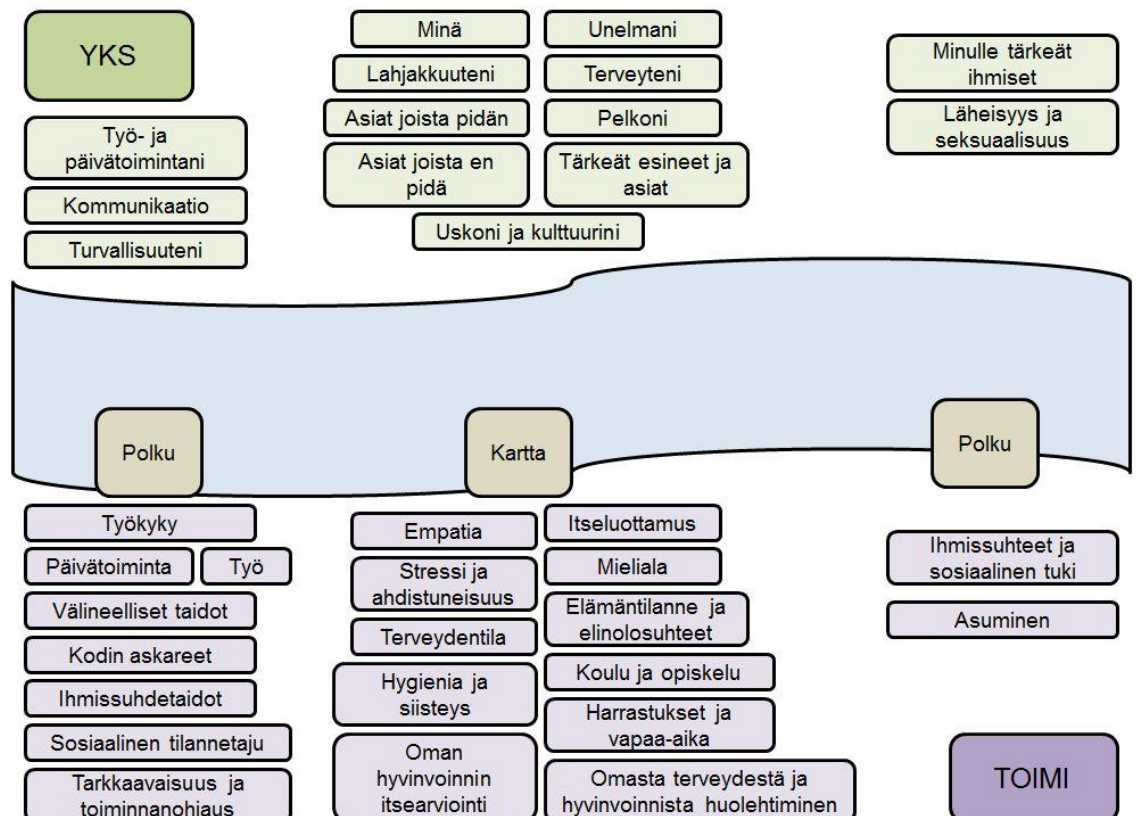 YKS
Työ- ja
päivätoimintani
Kommunikaatio
Turvallisuuteni
Minä
Lahjakkuuteni
Asiat joista pidän
Asiat joista en
pidä
Unelmani
Terveyteni
Pelkoni
Tärkeät esineet ja
asiat
Uskoni ja kulttuurini
Minulle tärkeät
ihmiset
Läheisyys ja
seksuaalisuus
Polku
Kartta
Polku
Työkyky
Päivätoiminta
Työ
Välineelliset taidot
Kodin askareet
Ihmissuhdetaidot
Sosiaalinen tilannetaju
Tarkkaavaisuus ja
toiminnanohjaus
Empatia
Stressi ja
ahdistuneisuus
Terveydentila
Hygienia ja
siisteys
Oman
hyvinvoinnin
itsearviointi
Itseluottamus
Mieliala
Elämäntilanne ja
elinolosuhteet
Koulu ja opiskelu
Harrastukset ja
vapaa-aika
Omasta terveydestä ja
hyvinvoinnista huolehtiminen
Ihmissuhteet ja
sosiaalinen tuki
Asuminen
TOIMI